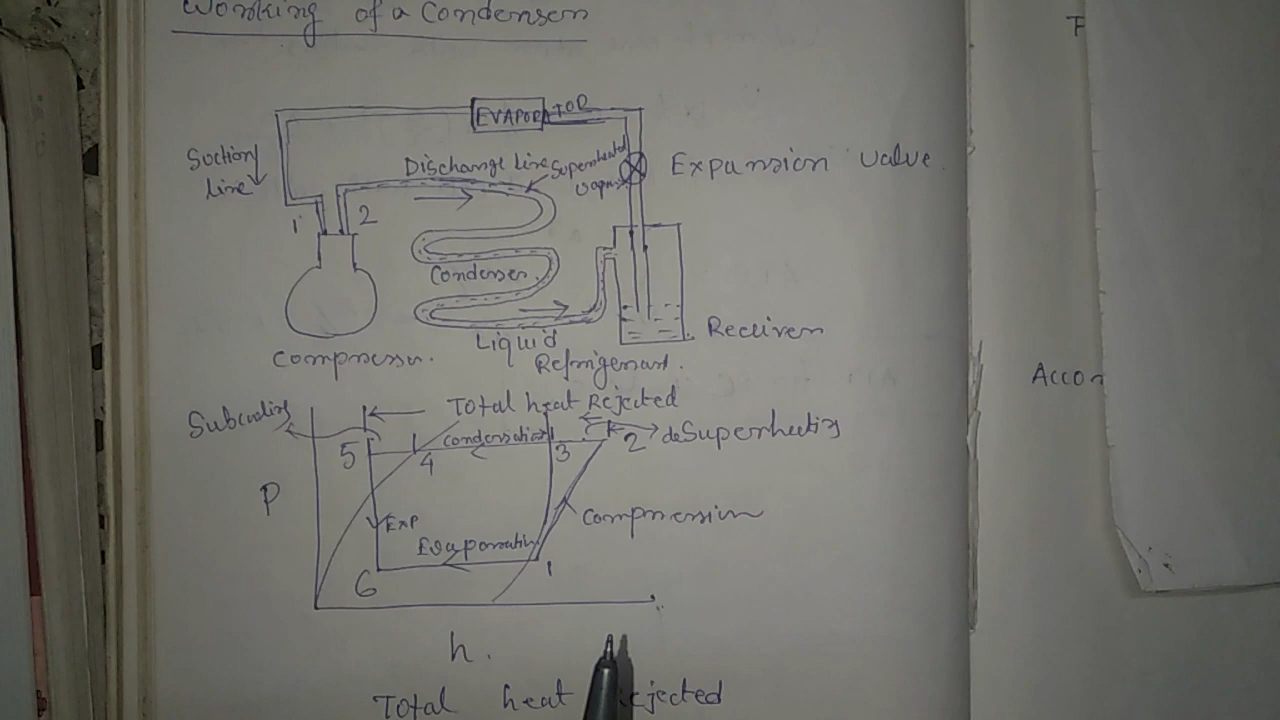 Working of a Condenser
EVAPORATOR
Suction line
Discharge line
Superheated vapour
Expansion valve
1
2
Condenser
Compressor.
Liquid Refrigerant.
Receiver
Subcooling
Total heat Rejected
5
4
condensation
3
2
desuperheating
P
Exp
Evaporation
Compression
6
1
h.
Total heat
F